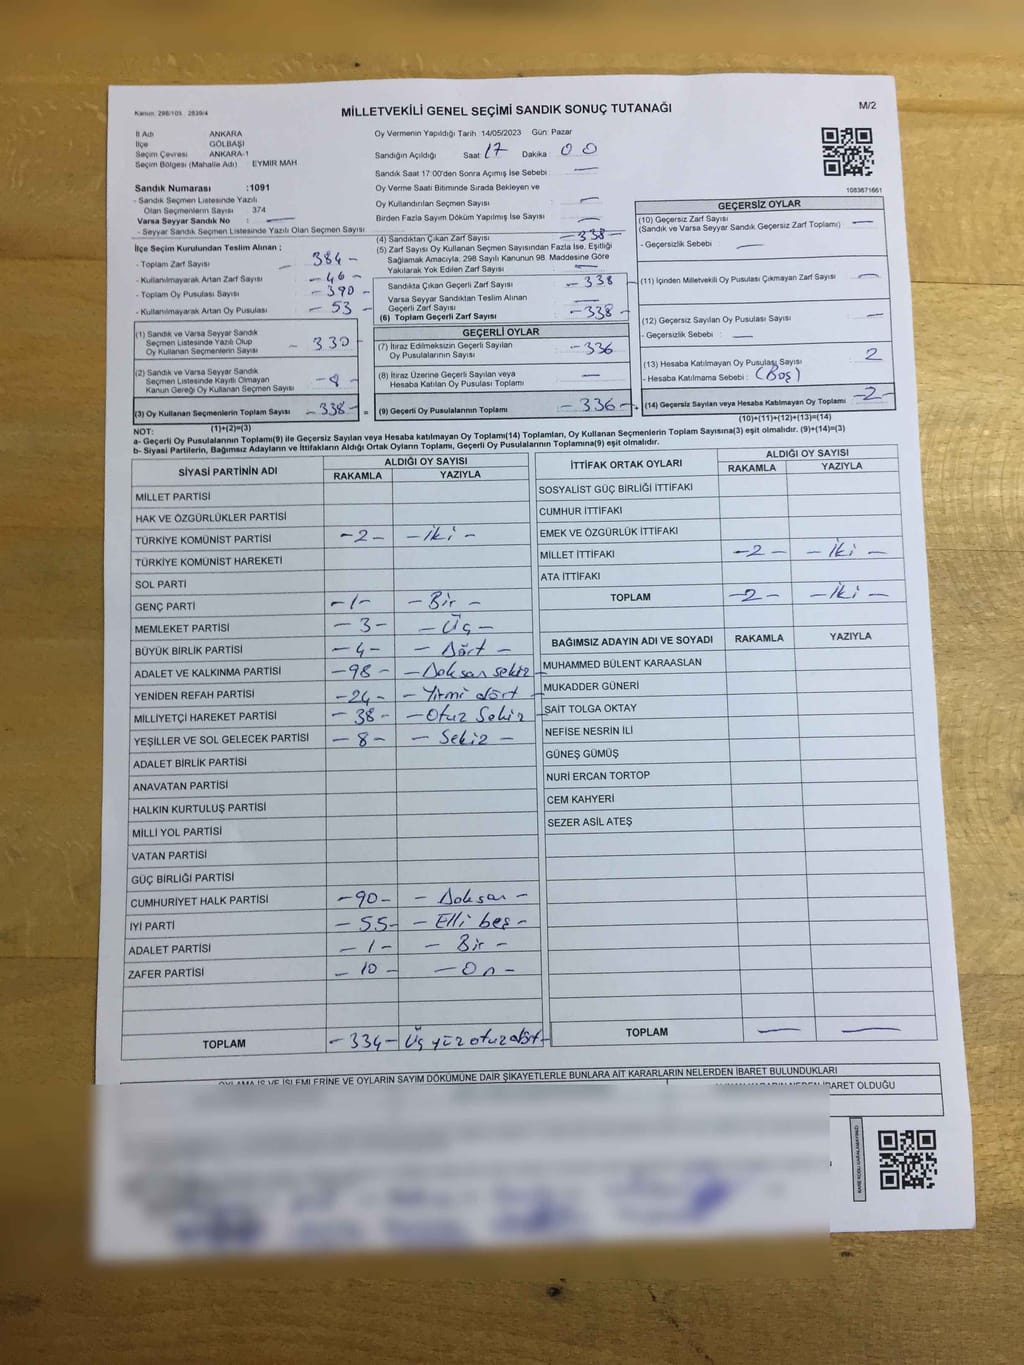 Kanun: 298/103 2839/4
MİLLETVEKİLİ GENEL SEÇİMİ SANDIK SONUÇ TUTANAĞI
M/2
İl Adı ANKARA
İlçe GÖLBAŞI
Seçim Çevresi ANKARA-1
Seçim Bölgesi (Mahalle Adı) EYMIR MAH
Sandık Numarası :1091
- Sandık Seçmen Listesinde Yazılı
Olan Seçmenlerin Sayısı : 374
Varsa Seyyar Sandık No : —
- Seyyar Sandık Seçmen Listesinde Yazılı Olan Seçmen Sayısı
Oy Vermenin Yapıldığı Tarih 14/05/2023 Gün Pazar
Sandığın Açıldığı Saat 17 Dakika 00
Sandık Saat 17:00'den Sonra Açımış İse Sebebi : —
Oy Verme Saati Bitiminde Sırada Bekleyen ve
Oy Kullandırılan Seçmen Sayısı —
Birden Fazla Sayım Döküm Yapılmış İse Sayısı —
1083671661
İlçe Seçim Kurulundan Teslim Alınan ;
- Toplam Zarf Sayısı — 384 -
- Kullanılmayarak Artan Zarf Sayısı - 46 -
- Toplam Oy Pusulası Sayısı - 390 -
- Kullanılmayarak Artan Oy Pusulası - 53 -
(1) Sandık ve Varsa Seyyar Sandık
Seçmen Listesinde Yazılı Olup
Oy Kullanan Seçmenlerin Sayısı - 330 -
(2) Sandık ve Varsa Seyyar Sandık
Seçmen Listesinde Kayıtlı Olmayan
Kanun Gereği Oy Kullanan Seçmen Sayısı - 8 -
(3) Oy Kullanan Seçmenlerin Toplam Sayısı - 338 - =
(1)+(2)=(3)
(4) Sandıktan Çıkan Zarf Sayısı - 338 -
(5) Zarf Sayısı Oy Kullanan Seçmen Sayısından Fazla İse, Eşitliği
Sağlamak Amacıyla, 298 Sayılı Kanunun 98. Maddesine Göre
Yakılarak Yok Edilen Zarf Sayısı —
Sandıkta Çıkan Geçerli Zarf Sayısı - 338 -
Varsa Seyyar Sandıktan Teslim Alınan
Geçerli Zarf Sayısı —
(6) Toplam Geçerli Zarf Sayısı - 338 -
GEÇERLİ OYLAR
(7) İtiraz Edilmeksizin Geçerli Sayılan
Oy Pusulalarının Sayısı - 336
(8) İtiraz Üzerine Geçerli Sayılan veya
Hesaba Katılan Oy Pusulası Toplamı —
(9) Geçerli Oy Pusulalarının Toplamı - 336 - +
GEÇERSİZ OYLAR
(10) Geçersiz Zarf Sayısı —
(Sandık ve Varsa Seyyar Sandık Geçersiz Zarf Toplamı)
- Geçersizlik Sebebi : —
(11) İçinden Milletvekili Oy Pusulası Çıkmayan Zarf Sayısı —
(12) Geçersiz Sayılan Oy Pusulası Sayısı —
- Geçersizlik Sebebi : —
(13) Hesaba Katılmayan Oy Pusulası Sayısı 2
- Hesaba Katılmama Sebebi : (Boş)
(14) Geçersiz Sayılan veya Hesaba Katılmayan Oy Toplamı -2-
(10)+(11)+(12)+(13)=(14)
NOT:
a- Geçerli Oy Pusulalarının Toplamı(9) ile Geçersiz Sayılan veya Hesaba katılmayan Oy Toplamı(14) Toplamları, Oy Kullanan Seçmenlerin Toplam Sayısına(3) eşit olmalıdır. (9)+(14)=(3)
b- Siyasi Partilerin, Bağımsız Adayların ve İttifakların Aldığı Ortak Oyların Toplamı, Geçerli Oy Pusulalarının Toplamına(9) eşit olmalıdır.
SİYASİ PARTİNİN ADI ALDIĞI OY SAYISI
RAKAMLA YAZIYLA
MİLLET PARTİSİ
HAK VE ÖZGÜRLÜKLER PARTİSİ
TÜRKİYE KOMÜNİST PARTİSİ -2- -İki-
TÜRKİYE KOMÜNİST HAREKETİ
SOL PARTİ
GENÇ PARTİ -1- -Bir-
MEMLEKET PARTİSİ -3- -Üç-
BÜYÜK BİRLİK PARTİSİ -4- -Dört-
ADALET VE KALKINMA PARTİSİ -98- -Doksan sekiz-
YENİDEN REFAH PARTİSİ -24- -Yirmi dört-
MİLLİYETÇİ HAREKET PARTİSİ -38- -Otuz Sekiz-
YEŞİLLER VE SOL GELECEK PARTİSİ -8- -Sekiz-
ADALET BİRLİK PARTİSİ
ANAVATAN PARTİSİ
HALKIN KURTULUŞ PARTİSİ
MİLLİ YOL PARTİSİ
VATAN PARTİSİ
GÜÇ BİRLİĞİ PARTİSİ
CUMHURİYET HALK PARTİSİ -90- -Doksan-
İYİ PARTİ -55- -Elli beş-
ADALET PARTİSİ -1- -Bir-
ZAFER PARTİSİ -10- -On-
TOPLAM -334- Üç yüz otuz dört-
İTTİFAK ORTAK OYLARI ALDIĞI OY SAYISI
RAKAMLA YAZIYLA
SOSYALİST GÜÇ BİRLİĞİ İTTİFAKI
CUMHUR İTTİFAKI
EMEK VE ÖZGÜRLÜK İTTİFAKI
MİLLET İTTİFAKI -2- -İki-
ATA İTTİFAKI
TOPLAM -2- -İki-
BAĞIMSIZ ADAYIN ADI VE SOYADI RAKAMLA YAZIYLA
MUHAMMED BÜLENT KARAASLAN
MUKADDER GÜNERİ
SAİT TOLGA OKTAY
NEFİSE NESRİN İLİ
GÜNEŞ GÜMÜŞ
NURİ ERCAN TORTOP
CEM KAHYERİ
SEZER ASİL ATEŞ
TOPLAM — —
OYLAMA İŞ VE İŞLEMLERİNE VE OYLARIN SAYIM DÖKÜMÜNE DAİR ŞİKAYETLERLE BUNLARA AİT KARARLARIN NELERDEN İBARET BULUNDUKLARI
İBARET OLDUĞU
KARE KODU KARALAMAYINIZ!